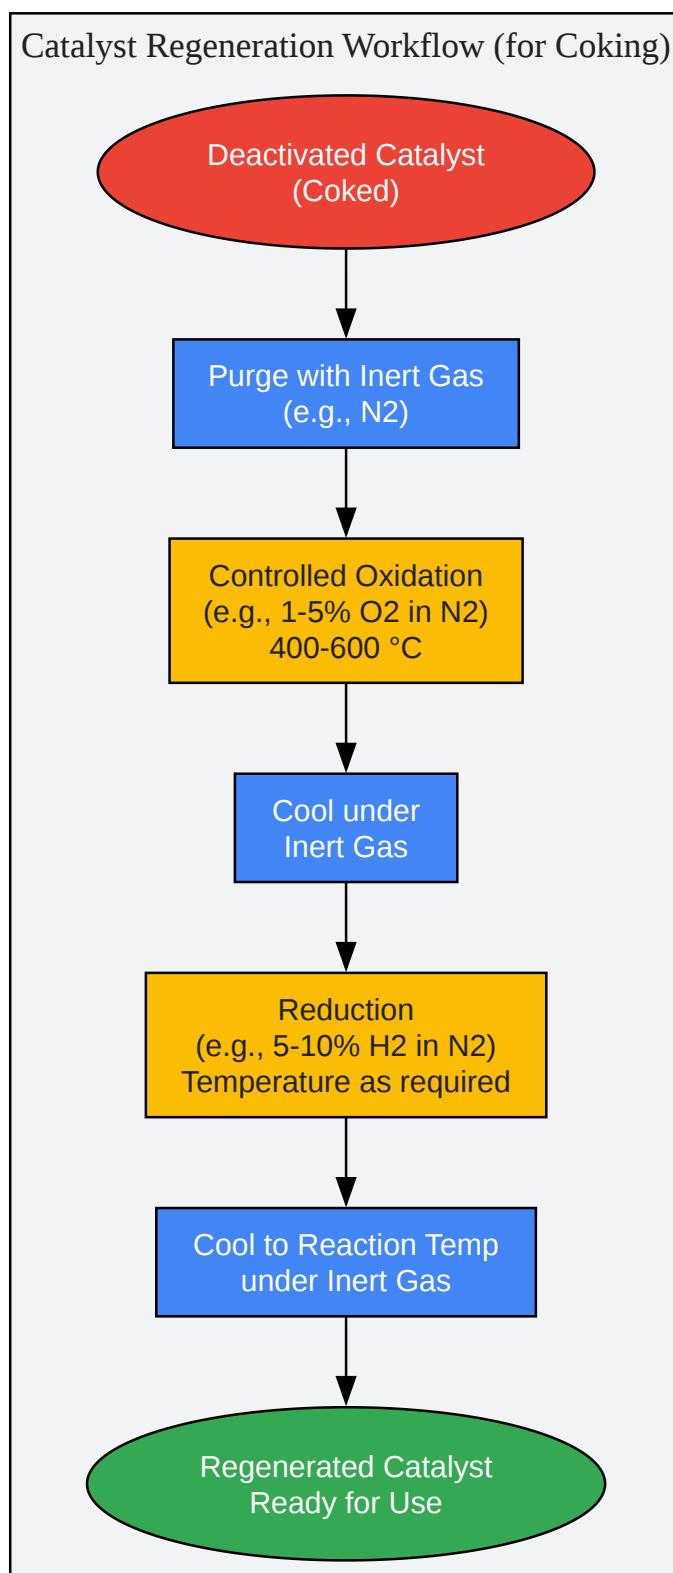 Catalyst Regeneration Workflow (for Coking)
Deactivated Catalyst
(Coked)
Purge with Inert Gas
(e.g., N2)
Controlled Oxidation
(e.g., 1-5% O2 in N2)
400-600 °C
Cool under
Inert Gas
Reduction
(e.g., 5-10% H2 in N2)
Temperature as required
Cool to Reaction Temp
under Inert Gas
Regenerated Catalyst
Ready for Use